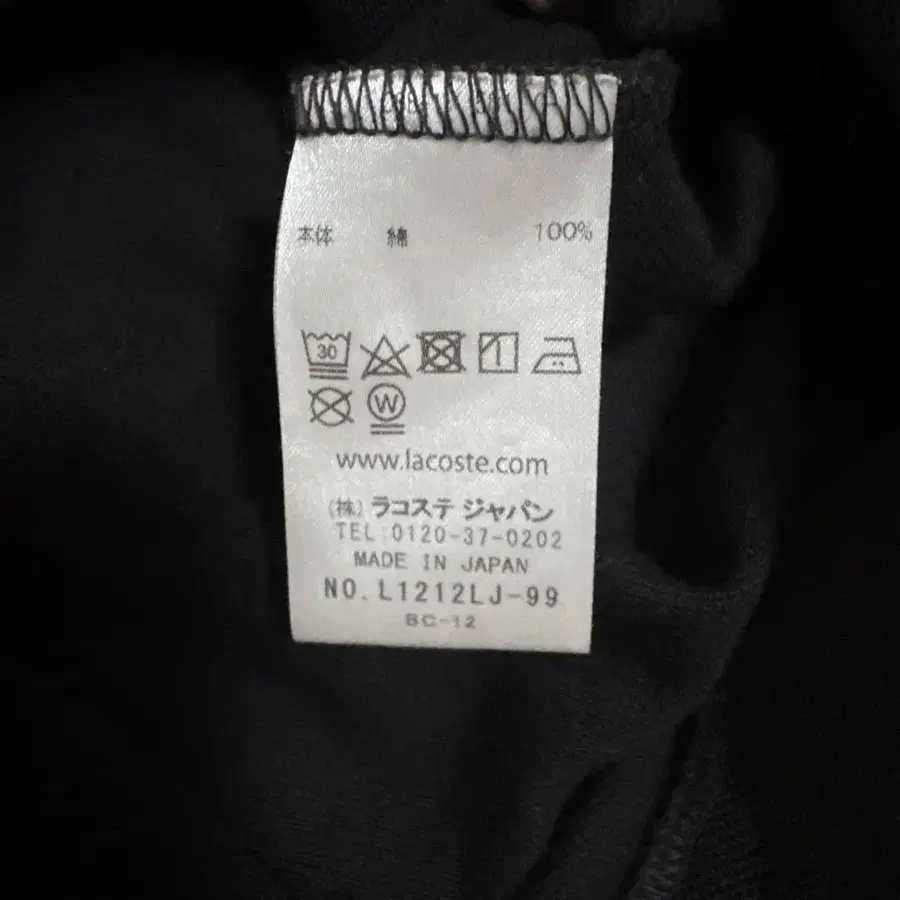 本体 綿 100%
30
W
www.lacoste.com
(株) ラコステ ジャパン
TEL:0120-37-0202
MADE IN JAPAN
NO.L1212LJ-99
BC-12